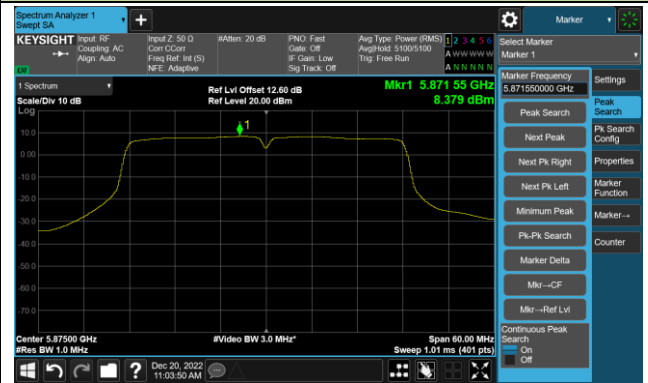 Spectrum Analyzer 1
Swept SA
Marker
KEYSIGHT
Input: RF
Coupling: AC
Align: Auto
Input Z: 50 Ω
Corr CCorr
Freq Ref: Int (S)
NFE: Adaptive
#Atten: 20 dB
PNO: Fast
Gate: Off
IF Gain: Low
Sig Track: Off
Avg Type: Power (RMS)
Avg|Hold: 5100/5100
Trig: Free Run
1 2 3 4 5 6
A W W W W W
A N N N N N
Select Marker
Marker 1
1 Spectrum
Scale/Div 10 dB
Log
Ref Lvl Offset 12.60 dB
Ref Level 20.00 dBm
Mkr1 5.871 55 GHz
8.379 dBm
1
10.0
0.00
-10.0
-20.0
-30.0
-40.0
-50.0
-60.0
-70.0
Center 5.87500 GHz
#Res BW 1.0 MHz
#Video BW 3.0 MHz*
Span 60.00 MHz
Sweep 1.01 ms (401 pts)
Marker Frequency
5.871550000 GHz
Peak Search
Next Peak
Next Pk Right
Next Pk Left
Minimum Peak
Pk-Pk Search
Marker Delta
Mkr→CF
Mkr→Ref Lvl
Continuous Peak
Search
On
Off
Settings
Peak
Search
Pk Search
Config
Properties
Marker
Function
Marker→
Counter
?
Dec 20, 2022
11:03:50 AM